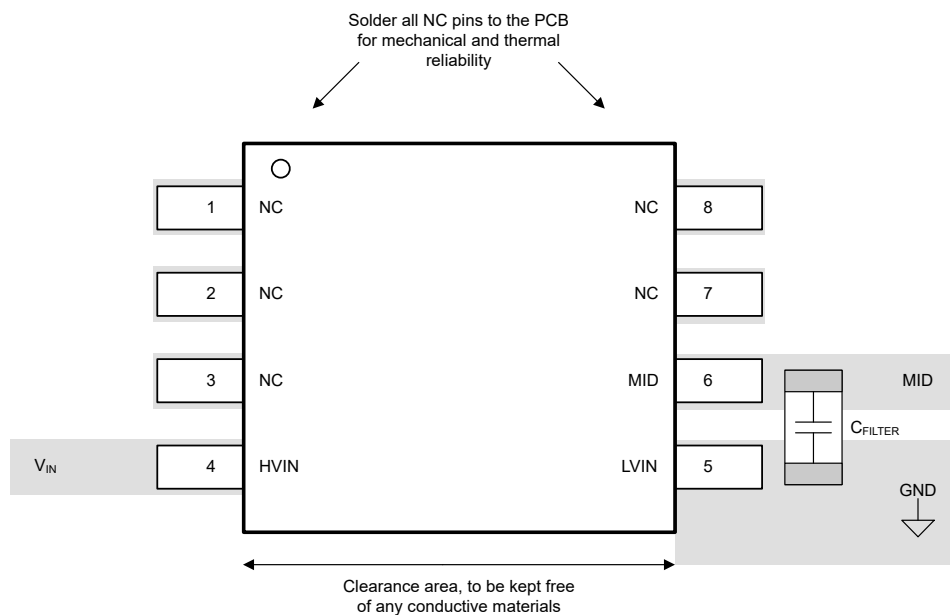 Solder all NC pins to the PCB
for mechanical and thermal
reliability
1 NC NC 8
2 NC NC 7
3 NC MID 6 MID
C_FILTER
V_IN 4 HVIN LVIN 5
GND
Clearance area, to be kept free
of any conductive materials